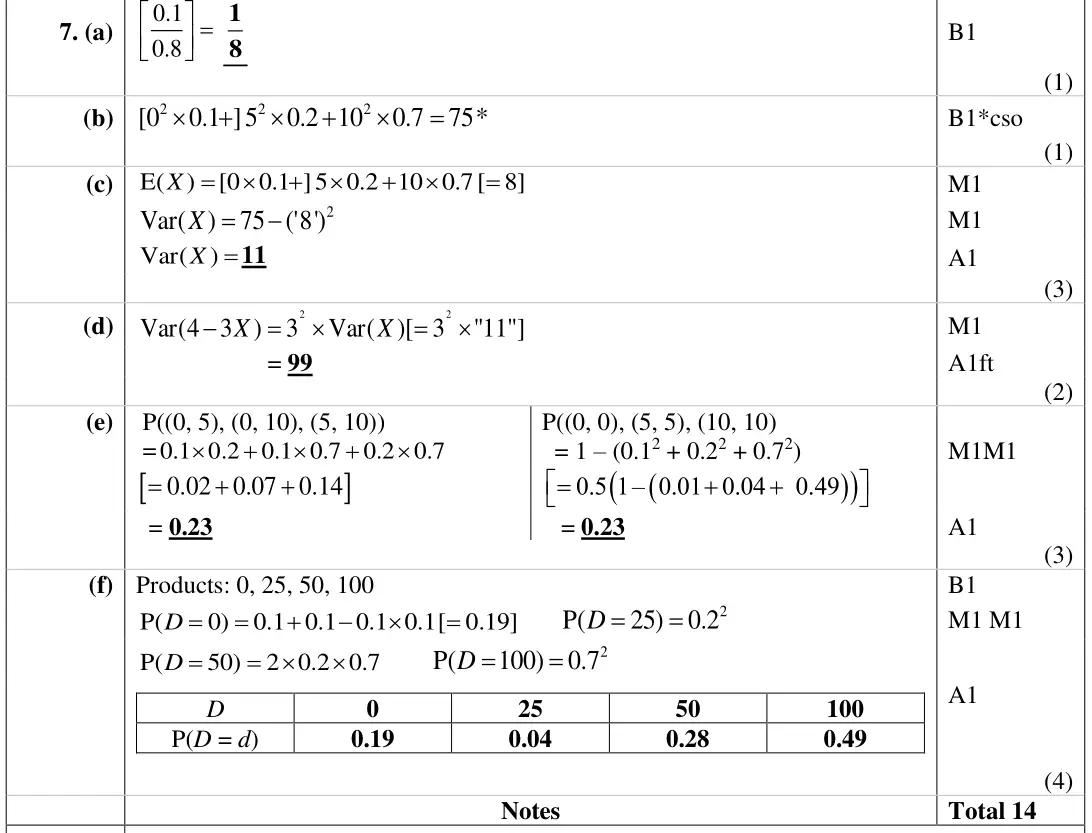 7. (a) [0.1/0.8] = 1/8 B1
(1)
(b) [0² × 0.1+] 5² × 0.2 + 10² × 0.7 = 75* B1*cso
(1)
(c) E(X) = [0 × 0.1+] 5 × 0.2 + 10 × 0.7 [= 8] M1
Var(X) = 75 − ('8')² M1
Var(X) = 11 A1
(3)
(d) Var(4 − 3X) = 3² × Var(X)[= 3² × "11"] M1
= 99 A1ft
(2)
(e) P((0, 5), (0, 10), (5, 10)) P((0, 0), (5, 5), (10, 10)
= 0.1 × 0.2 + 0.1 × 0.7 + 0.2 × 0.7 = 1 – (0.1² + 0.2² + 0.7²) M1M1
[= 0.02 + 0.07 + 0.14] [= 0.5(1 − (0.01 + 0.04 + 0.49))]
= 0.23 = 0.23 A1
(3)
(f) Products: 0, 25, 50, 100 B1
P(D = 0) = 0.1 + 0.1 − 0.1 × 0.1[= 0.19] P(D = 25) = 0.2² M1 M1
P(D = 50) = 2 × 0.2 × 0.7 P(D = 100) = 0.7²
A1
D 0 25 50 100
P(D = d) 0.19 0.04 0.28 0.49
(4)
Notes Total 14